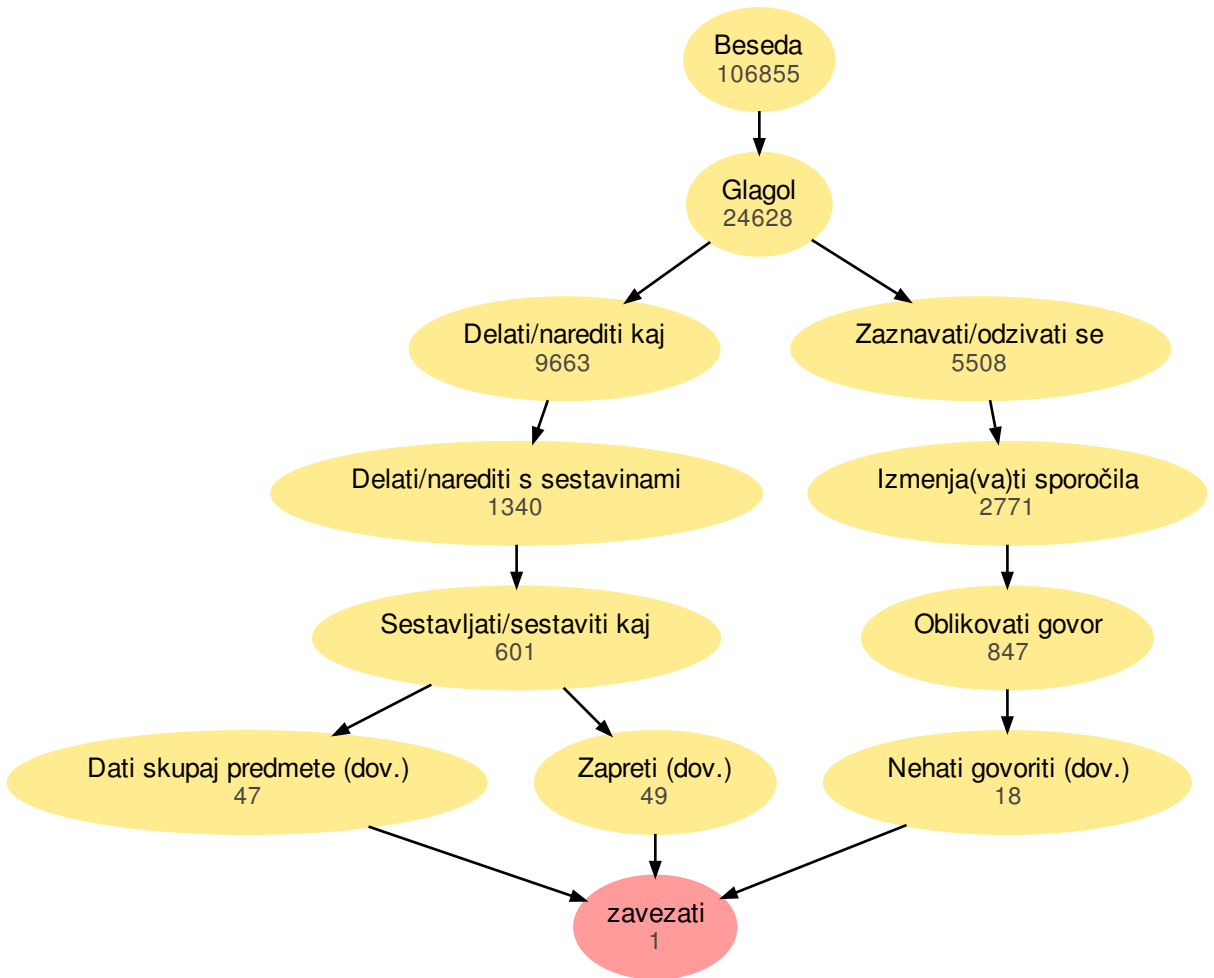 Beseda
106855
Glagol
24628
Delati/narediti kaj
9663
Zaznavati/odzivati se
5508
Delati/narediti s sestavinami
1340
Izmenja(va)ti sporočila
2771
Sestavljati/sestaviti kaj
601
Oblikovati govor
847
Dati skupaj predmete (dov.)
47
Zapreti (dov.)
49
Nehati govoriti (dov.)
18
zavezati
1